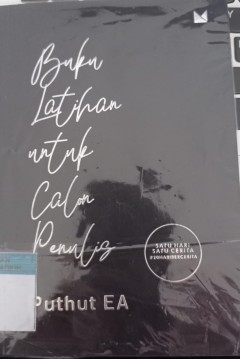 Buku
Latihan
untuk
Calon
Penulis
SATU HARI
SATU CERITA
Puthut EA